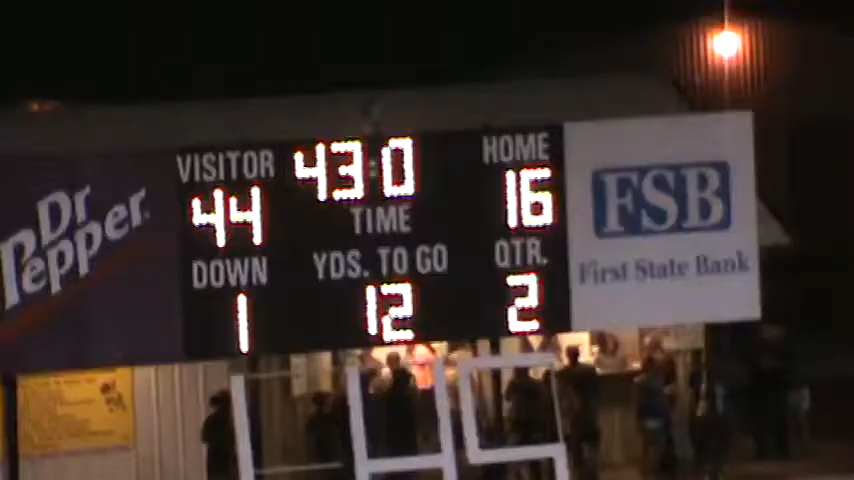 VISITOR 43:0 HOME
44 TIME 16
DOWN YDS. TO GO QTR.
1 12 2
Dr
Pepper
FSB
First State Bank